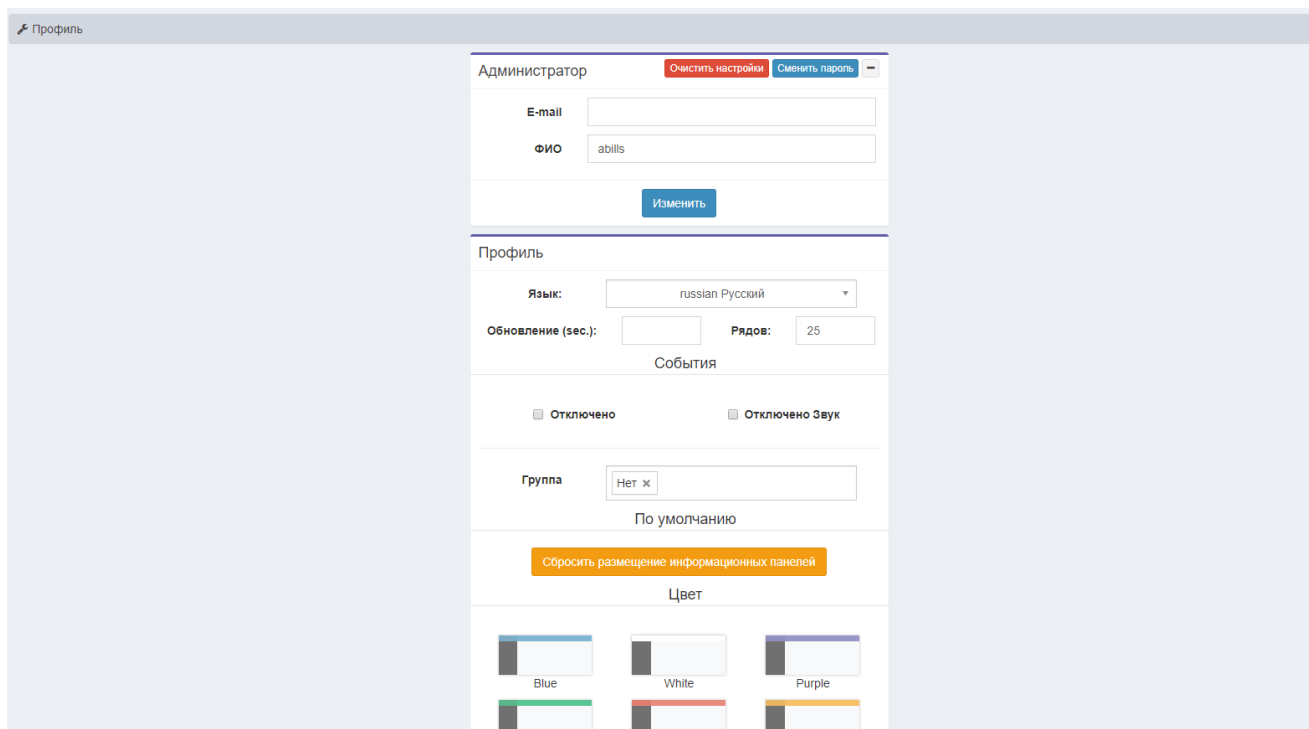 Профиль
Администратор Очистить настройки Сменить пароль
E-mail
ФИО abills
Изменить
Профиль
Язык: russian Русский
Обновление (sec.): Рядов: 25
События
Отключено Отключено Звук
Группа Нет ×
По умолчанию
Сбросить размещение информационных панелей
Цвет
Blue White Purple